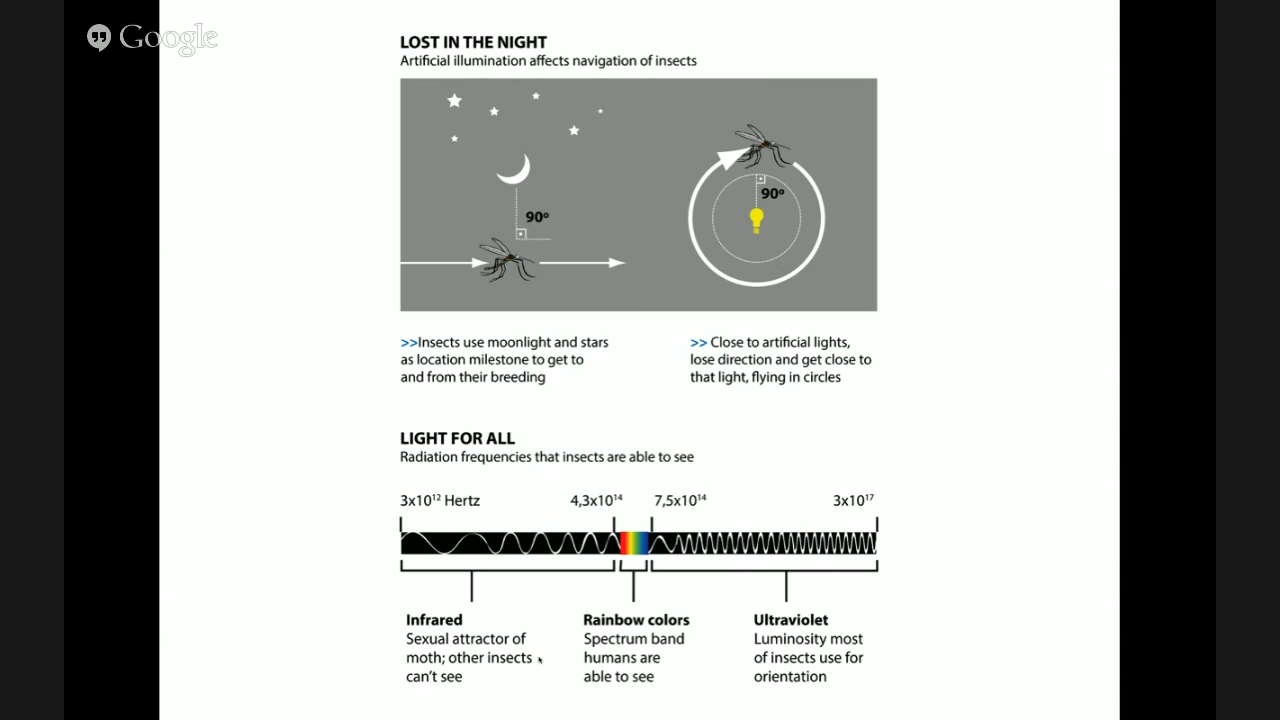 Google
LOST IN THE NIGHT
Artificial illumination affects navigation of insects
90º
90º
>>Insects use moonlight and stars
as location milestone to get to
and from their breeding
>> Close to artificial lights,
lose direction and get close to
that light, flying in circles
LIGHT FOR ALL
Radiation frequencies that insects are able to see
3x10¹² Hertz
4,3x10¹⁴
7,5x10¹⁴
3x10¹⁷
Infrared
Sexual attractor of
moth; other insects
can't see
Rainbow colors
Spectrum band
humans are
able to see
Ultraviolet
Luminosity most
of insects use for
orientation